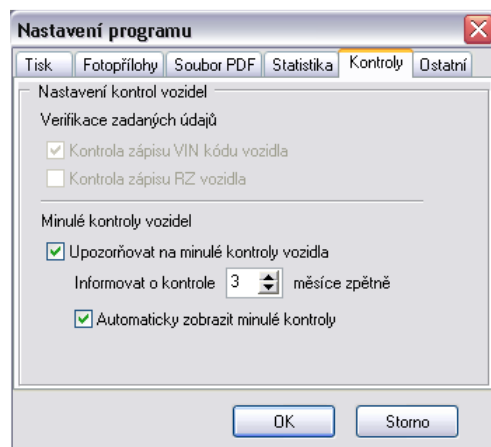 Nastavení programu
Tisk Fotopřílohy Soubor PDF Statistika Kontroly Ostatní
Nastavení kontrol vozidel
Verifikace zadaných údajů
Kontrola zápisu VIN kódu vozidla
Kontrola zápisu RZ vozidla
Minulé kontroly vozidel
Upozorňovat na minulé kontroly vozidla
Informovat o kontrole 3 měsíce zpětně
Automaticky zobrazit minulé kontroly
OK Storno